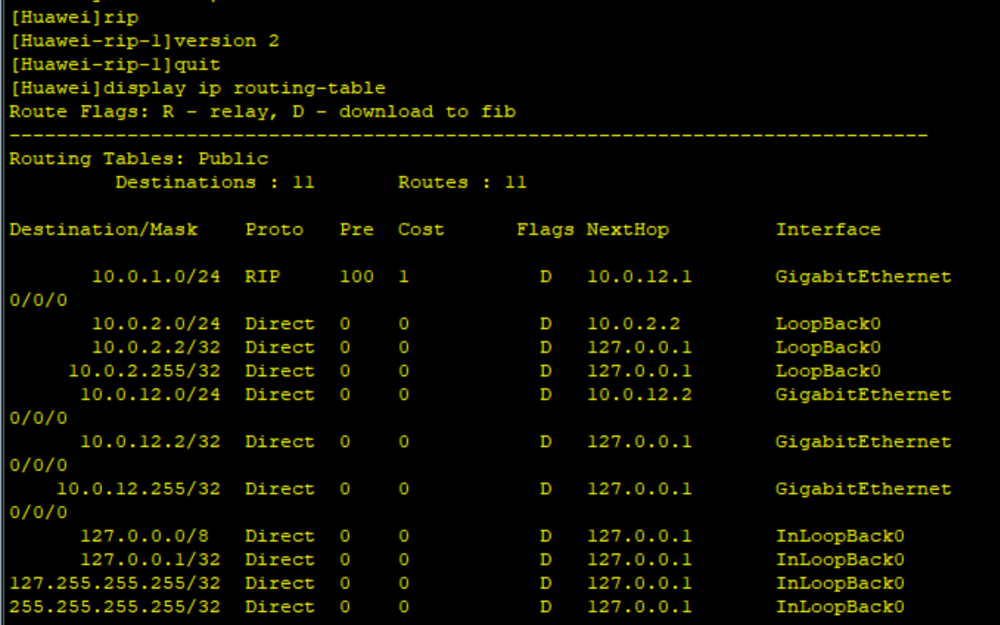 [Huawei]rip
[Huawei-rip-1]version 2
[Huawei-rip-1]quit
[Huawei]display ip routing-table
Route Flags: R - relay, D - download to fib
------------------------------------------------------------------------------
Routing Tables: Public
         Destinations : 11       Routes : 11

Destination/Mask    Proto   Pre  Cost      Flags NextHop         Interface

       10.0.1.0/24  RIP     100  1           D   10.0.12.1       GigabitEthernet
0/0/0
       10.0.2.0/24  Direct  0    0           D   10.0.2.2        LoopBack0
       10.0.2.2/32  Direct  0    0           D   127.0.0.1       LoopBack0
     10.0.2.255/32  Direct  0    0           D   127.0.0.1       LoopBack0
      10.0.12.0/24  Direct  0    0           D   10.0.12.2       GigabitEthernet
0/0/0
      10.0.12.2/32  Direct  0    0           D   127.0.0.1       GigabitEthernet
0/0/0
    10.0.12.255/32  Direct  0    0           D   127.0.0.1       GigabitEthernet
0/0/0
      127.0.0.0/8   Direct  0    0           D   127.0.0.1       InLoopBack0
      127.0.0.1/32  Direct  0    0           D   127.0.0.1       InLoopBack0
127.255.255.255/32  Direct  0    0           D   127.0.0.1       InLoopBack0
255.255.255.255/32  Direct  0    0           D   127.0.0.1       InLoopBack0